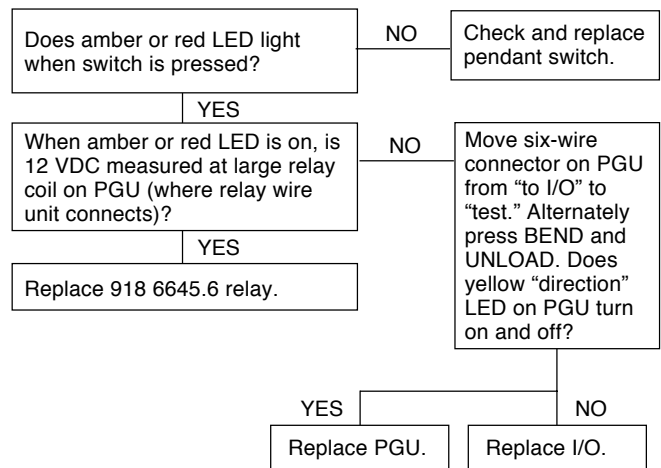 Does amber or red LED light
when switch is pressed?
NO
Check and replace
pendant switch.
YES
When amber or red LED is on, is
12 VDC measured at large relay
coil on PGU (where relay wire
unit connects)?
NO
Move six-wire
connector on PGU
from “to I/O” to
“test.” Alternately
press BEND and
UNLOAD. Does
yellow “direction”
LED on PGU turn
on and off?
YES
Replace 918 6645.6 relay.
YES
NO
Replace PGU.
Replace I/O.